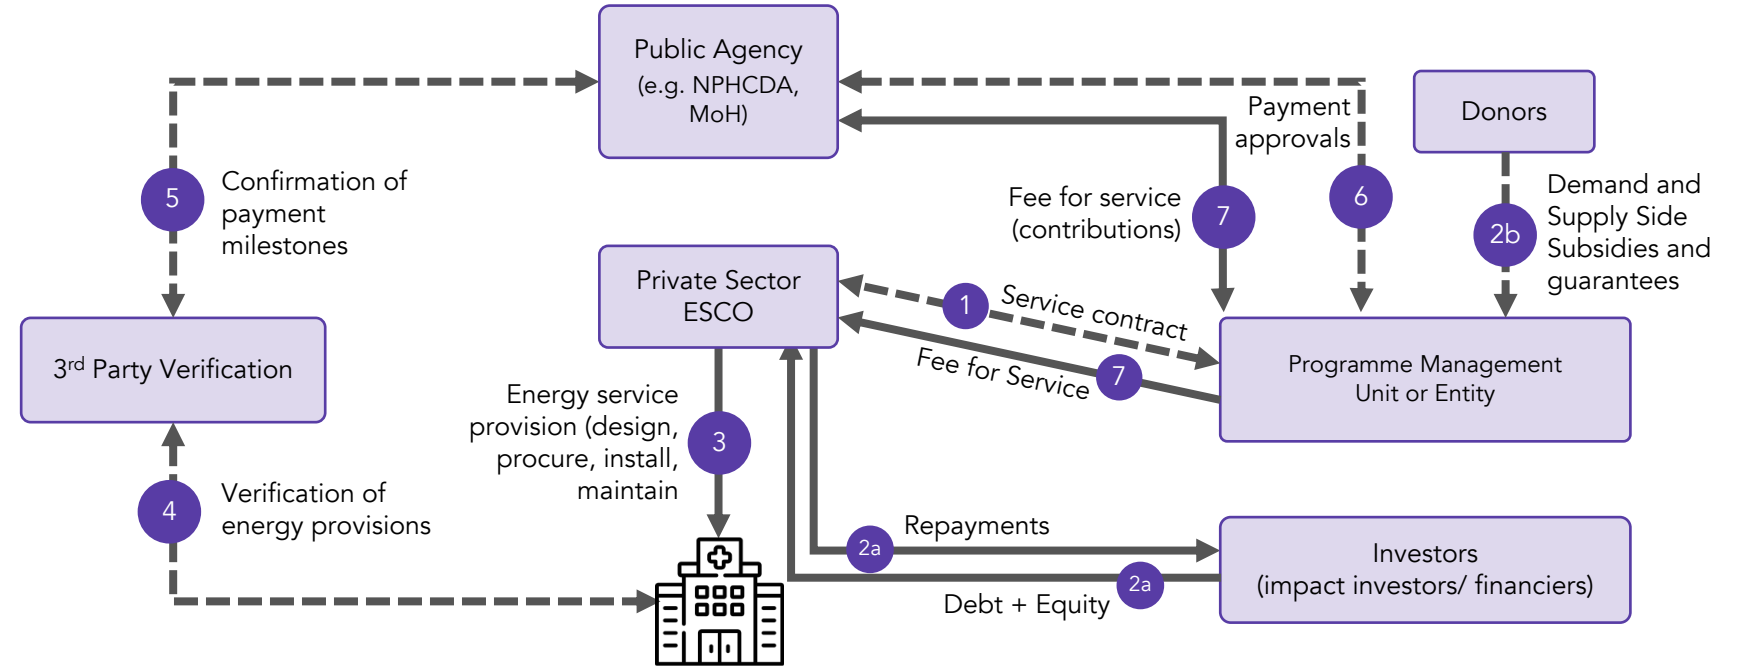 Public Agency
(e.g. NPHCDA,
MoH)
Payment
approvals
Donors
5
Confirmation of
payment
milestones
Fee for service
(contributions)
7
6
2b
Demand and
Supply Side
Subsidies and
guarantees
Private Sector
ESCO
1
Service contract
Fee for Service
7
3rd Party Verification
Programme Management
Unit or Entity
Energy service
provision (design,
procure, install,
maintain
3
4
Verification of
energy provisions
Repayments
2a
2a
Debt + Equity
Investors
(impact investors/ financiers)